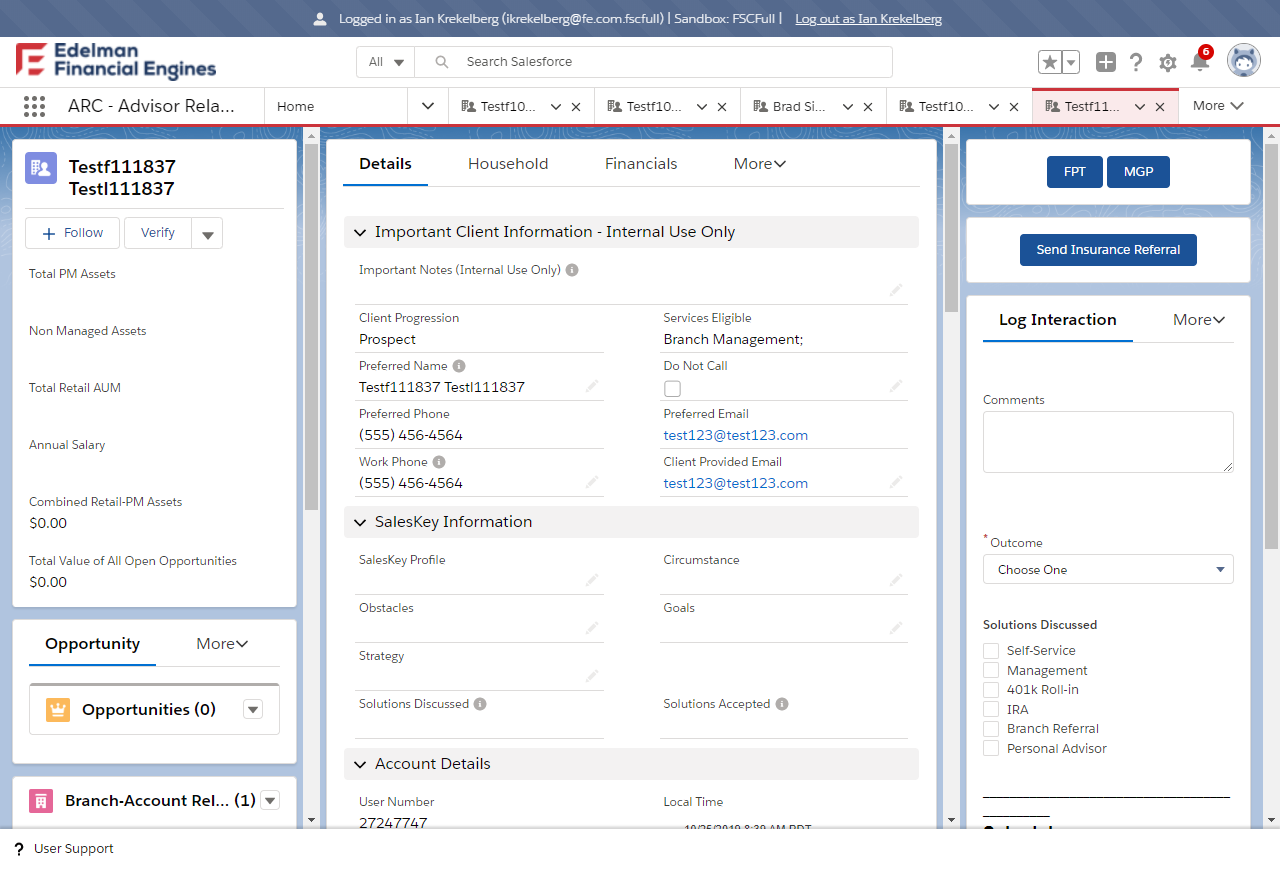 Logged in as Ian Krekelberg (ikrekelberg@fe.com.fscfull) | Sandbox: FSCFull | Log out as Ian Krekelberg
Edelman
Financial Engines
All
Search Salesforce
6
ARC - Advisor Rela...
Home
Testf10...
Testf10...
Brad Si...
Testf10...
Testf11...
More
Testf111837
Testl111837
Follow
Verify
Total PM Assets
Non Managed Assets
Total Retail AUM
Annual Salary
Combined Retail-PM Assets
$0.00
Total Value of All Open Opportunities
$0.00
Opportunity
More
Opportunities (0)
Branch-Account Rel... (1)
Details
Household
Financials
More
Important Client Information - Internal Use Only
Important Notes (Internal Use Only)
Client Progression
Services Eligible
Prospect
Branch Management;
Preferred Name
Do Not Call
Testf111837 Testl111837
Preferred Phone
Preferred Email
(555) 456-4564
test123@test123.com
Work Phone
Client Provided Email
(555) 456-4564
test123@test123.com
SalesKey Information
SalesKey Profile
Circumstance
Obstacles
Goals
Strategy
Solutions Discussed
Solutions Accepted
Account Details
User Number
Local Time
27247747
FPT
MGP
Send Insurance Referral
Log Interaction
More
Comments
* Outcome
Choose One
Solutions Discussed
Self-Service
Management
401k Roll-in
IRA
Branch Referral
Personal Advisor
? User Support